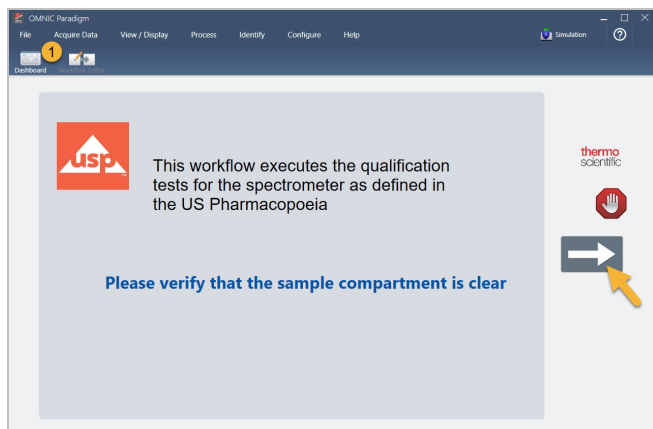 OMNIC Paradigm
File Acquire Data View / Display Process Identify Configure Help Simulation
1
Dashboard Workflow Editor
usp
This workflow executes the qualification
tests for the spectrometer as defined in
the US Pharmacopoeia
Please verify that the sample compartment is clear
thermo
scientific